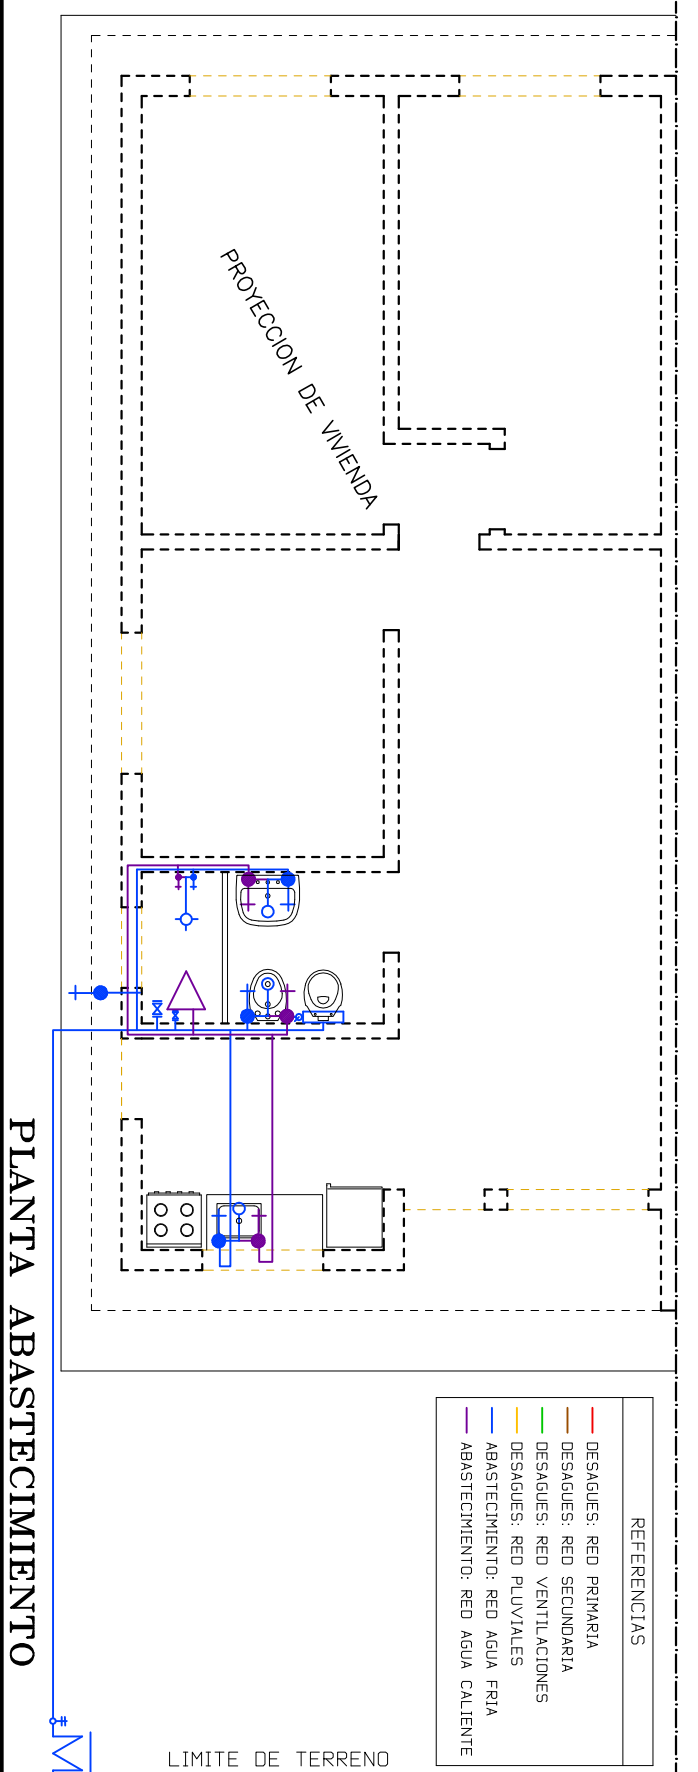 PROYECCION DE VIVIENDA
REFERENCIAS
DESAGUES: RED PRIMARIA
DESAGUES: RED SECUNDARIA
DESAGUES: RED VENTILACIONES
DESAGUES: RED PLUVIALES
ABASTECIMIENTO: RED AGUA FRIA
ABASTECIMIENTO: RED AGUA CALIENTE
LIMITE DE TERRENO
M
PLANTA ABASTECIMIENTO